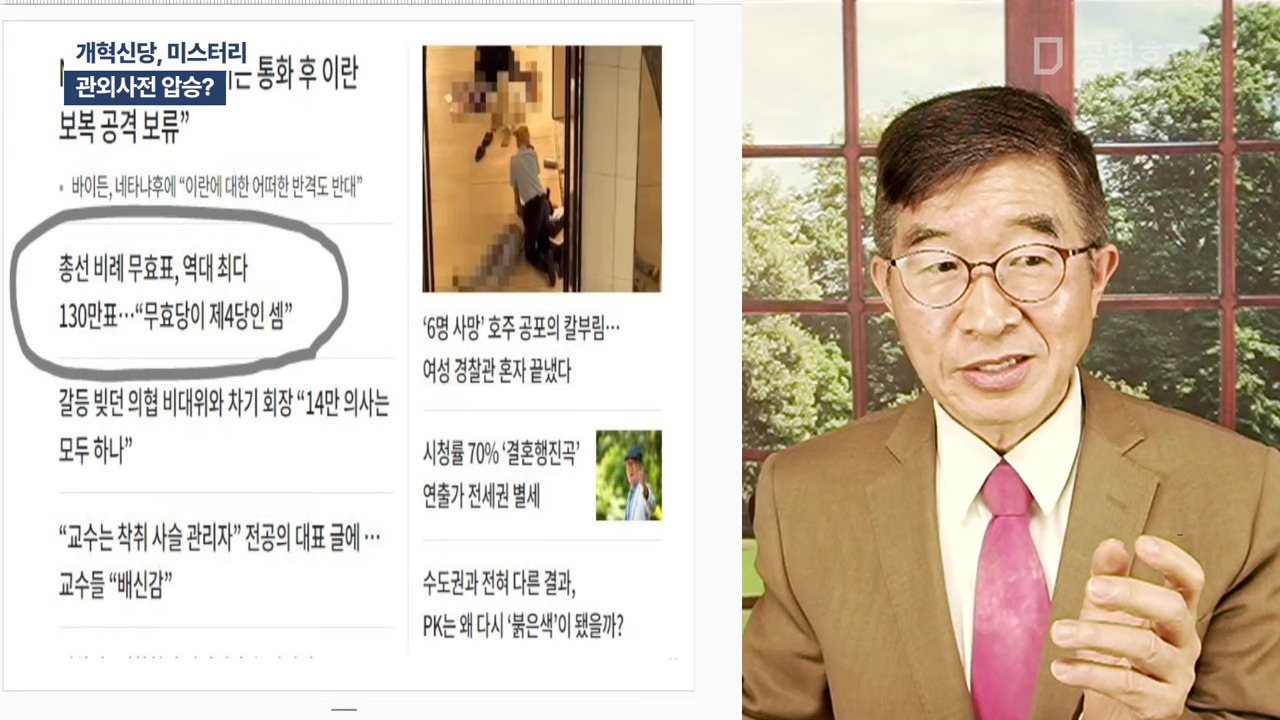 개혁신당, 미스터리
관외사전 압승?
통화 후 이란
보복 공격 보류”
• 바이든, 네타냐후에 “이란에 대한 어떠한 반격도 반대”
총선 비례 무효표, 역대 최다
130만표…“무효당이 제4당인 셈”
갈등 빚던 의협 비대위와 차기 회장 “14만 의사는
모두 하나”
“교수는 착취 사슬 관리자” 전공의 대표 글에 …
교수들 “배신감”
‘6명 사망’ 호주 공포의 칼부림…
여성 경찰관 혼자 끝냈다
시청률 70% ‘결혼행진곡’
연출가 전세권 별세
수도권과 전혀 다른 결과,
PK는 왜 다시 ‘붉은색’이 됐을까?
공병호TV